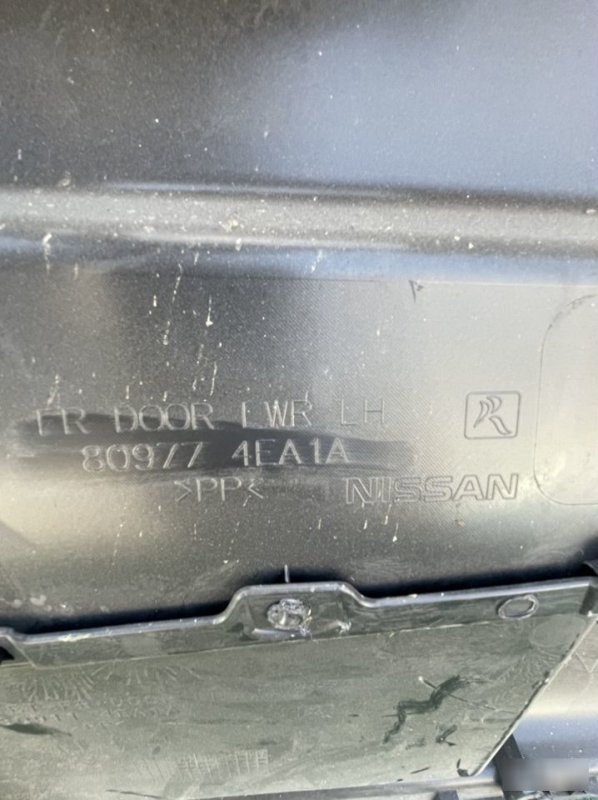 FR DOOR LWR LH
80977 4EA1A
>PP<
NISSAN